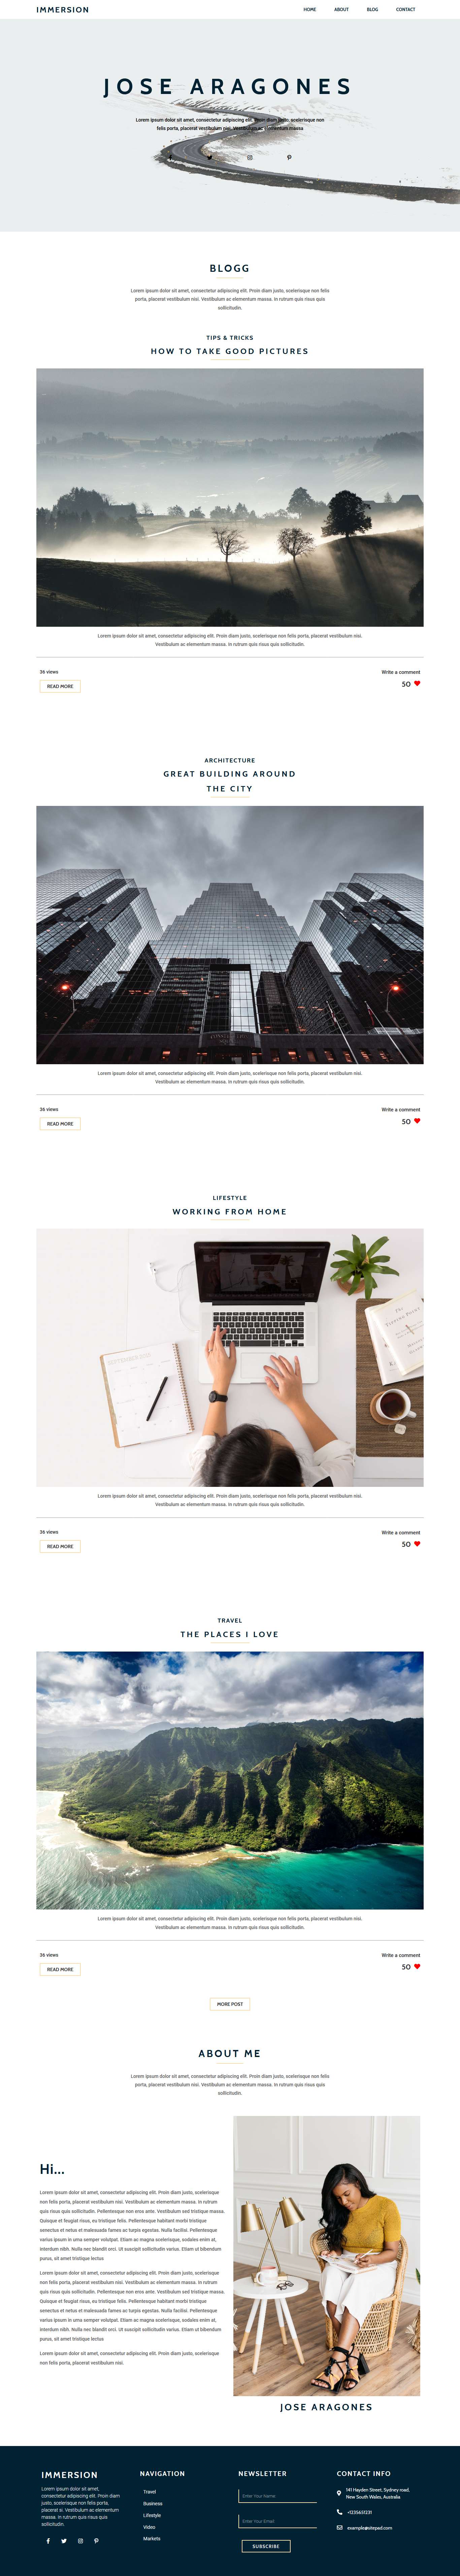 IMMERSION
HOME ABOUT BLOG CONTACT
JOSE ARAGONES
Lorem ipsum dolor sit amet, consectetur adipiscing elit. Proin diam justo, scelerisque non
felis porta, placerat vestibulum nisi. Vestibulum ac elementum massa
BLOGG
Lorem ipsum dolor sit amet, consectetur adipiscing elit. Proin diam justo, scelerisque non felis
porta, placerat vestibulum nisi. Vestibulum ac elementum massa. In rutrum quis risus quis
sollicitudin.
TIPS & TRICKS
HOW TO TAKE GOOD PICTURES
Lorem ipsum dolor sit amet, consectetur adipiscing elit. Proin diam justo, scelerisque non felis porta, placerat vestibulum nisi.
Vestibulum ac elementum massa. In rutrum quis risus quis sollicitudin.
36 views
Write a comment
READ MORE
50
ARCHITECTURE
GREAT BUILDING AROUND
THE CITY
Lorem ipsum dolor sit amet, consectetur adipiscing elit. Proin diam justo, scelerisque non felis porta, placerat vestibulum nisi.
Vestibulum ac elementum massa. In rutrum quis risus quis sollicitudin.
36 views
Write a comment
READ MORE
50
LIFESTYLE
WORKING FROM HOME
Lorem ipsum dolor sit amet, consectetur adipiscing elit. Proin diam justo, scelerisque non felis porta, placerat vestibulum nisi.
Vestibulum ac elementum massa. In rutrum quis risus quis sollicitudin.
36 views
Write a comment
READ MORE
50
TRAVEL
THE PLACES I LOVE
Lorem ipsum dolor sit amet, consectetur adipiscing elit. Proin diam justo, scelerisque non felis porta, placerat vestibulum nisi.
Vestibulum ac elementum massa. In rutrum quis risus quis sollicitudin.
36 views
Write a comment
READ MORE
50
MORE POST
ABOUT ME
Lorem ipsum dolor sit amet, consectetur adipiscing elit. Proin diam justo, scelerisque non felis
porta, placerat vestibulum nisi. Vestibulum ac elementum massa. In rutrum quis risus quis
sollicitudin.
Hi...
Lorem ipsum dolor sit amet, consectetur adipiscing elit. Proin diam justo, scelerisque
non felis porta, placerat vestibulum nisi. Vestibulum ac elementum massa. In rutrum
quis risus quis sollicitudin. Pellentesque non eros ante. Vestibulum sed tristique massa.
Quisque et feugiat risus, eu tristique felis. Pellentesque habitant morbi tristique
senectus et netus et malesuada fames ac turpis egestas. Nulla facilisi. Pellentesque
varius ipsum in urna semper volutpat. Etiam ac magna scelerisque, sodales enim at,
interdum nibh. Nulla nec blandit orci. Ut suscipit sollicitudin varius. Etiam ut bibendum
purus, sit amet tristique lectus
Lorem ipsum dolor sit amet, consectetur adipiscing elit. Proin diam justo, scelerisque
non felis porta, placerat vestibulum nisi. Vestibulum ac elementum massa. In rutrum
quis risus quis sollicitudin. Pellentesque non eros ante. Vestibulum sed tristique massa.
Quisque et feugiat risus, eu tristique felis. Pellentesque habitant morbi tristique
senectus et netus et malesuada fames ac turpis egestas. Nulla facilisi. Pellentesque
varius ipsum in urna semper volutpat. Etiam ac magna scelerisque, sodales enim at,
interdum nibh. Nulla nec blandit orci. Ut suscipit sollicitudin varius. Etiam ut bibendum
purus, sit amet tristique lectus
Lorem ipsum dolor sit amet, consectetur adipiscing elit. Proin diam justo, scelerisque
non felis porta, placerat vestibulum nisi.
JOSE ARAGONES
IMMERSION
Lorem ipsum dolor sit amet,
consectetur adipiscing elit. Proin diam
justo, scelerisque non felis porta,
placerat si. Vestibulum ac elementum
massa. In rutrum quis risus quis
sollicitudin.
NAVIGATION
Travel
Business
Lifestyle
Video
Markets
NEWSLETTER
Enter Your Name
Enter Your Email
SUBSCRIBE
CONTACT INFO
141 Hayden Street, Sydney road,
New South Wales, Australia.
+1235631231
example@sitepad.com